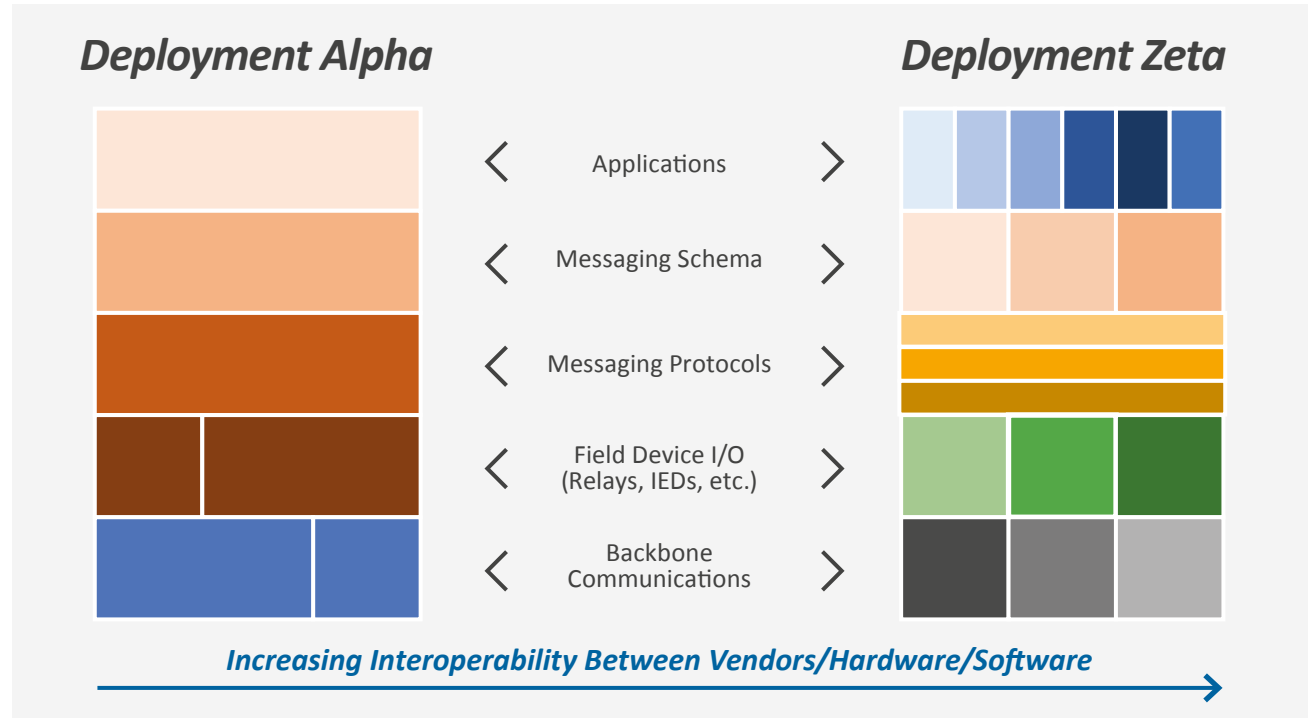 Deployment Alpha
Deployment Zeta
Applications
Messaging Schema
Messaging Protocols
Field Device I/O
(Relays, IEDs, etc.)
Backbone
Communications
Increasing Interoperability Between Vendors/Hardware/Software